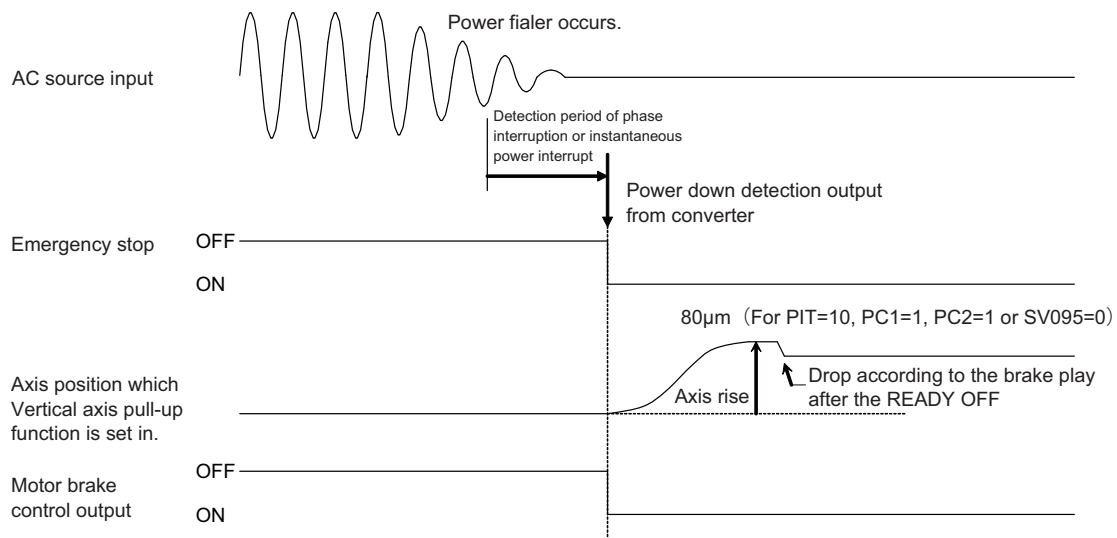 Power fialer occurs.
AC source input
Detection period of phase
interruption or instantaneous
power interrupt
Power down detection output
from converter
Emergency stop
OFF
ON
80μm（For PIT=10, PC1=1, PC2=1 or SV095=0）
Axis position which
Vertical axis pull-up
function is set in.
Axis rise
Drop according to the brake play
after the READY OFF
Motor brake
control output
OFF
ON